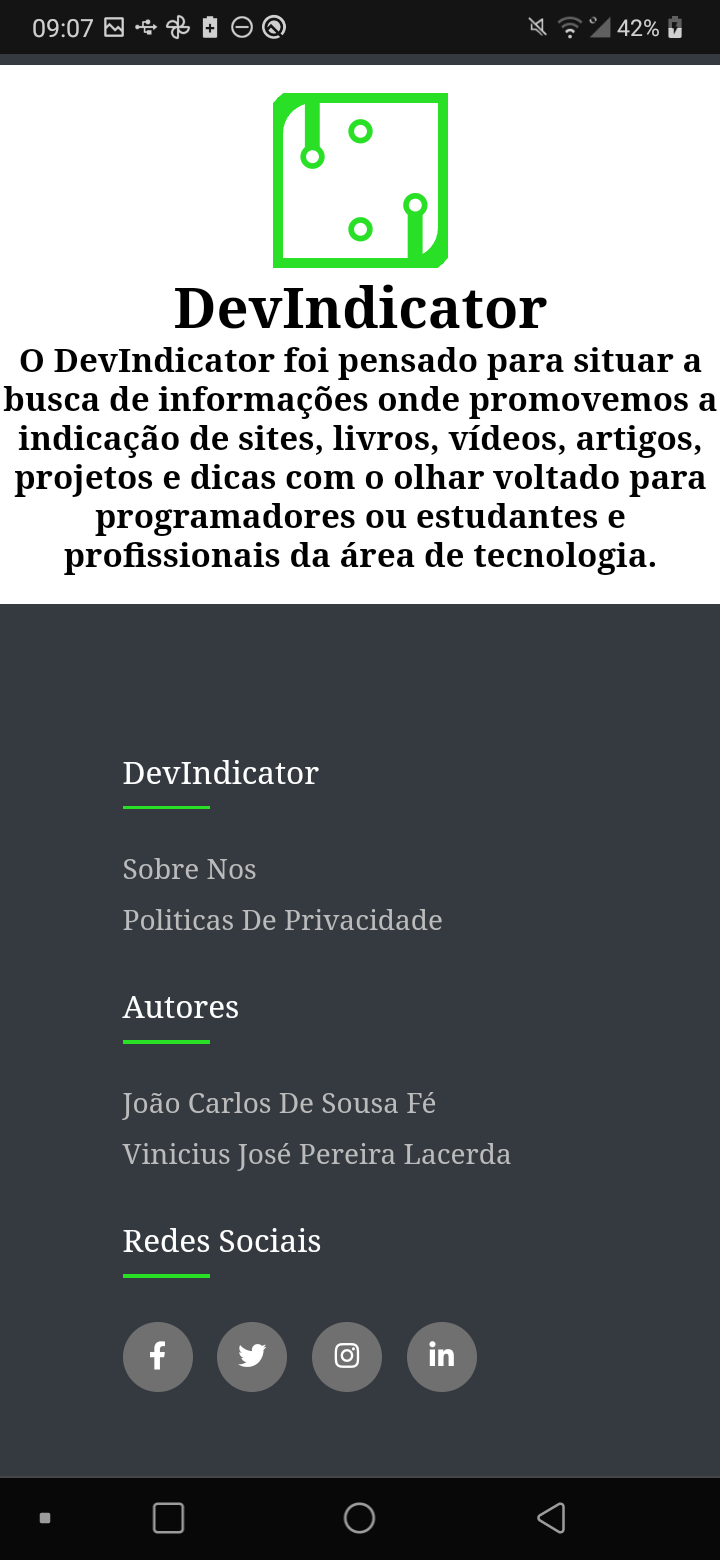 09:07
42%
DevIndicator
O DevIndicator foi pensado para situar a
busca de informações onde promovemos a
indicação de sites, livros, vídeos, artigos,
projetos e dicas com o olhar voltado para
programadores ou estudantes e
profissionais da área de tecnologia.
DevIndicator
Sobre Nos
Politicas De Privacidade
Autores
João Carlos De Sousa Fé
Vinicius José Pereira Lacerda
Redes Sociais